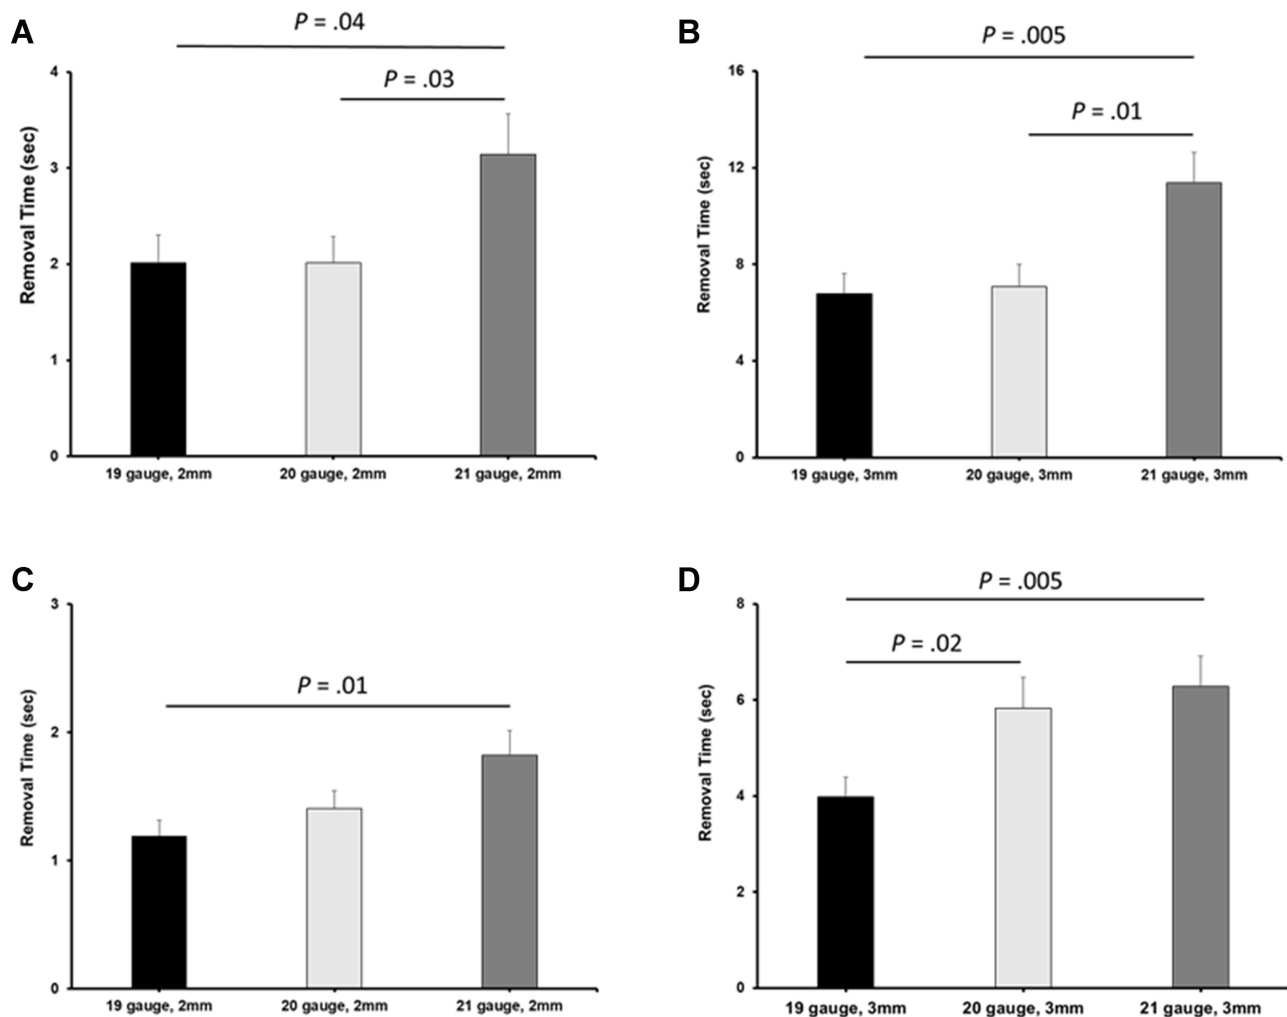 A
P = .04
P = .03
4
3
2
1
0
Removal Time (sec)
19 gauge, 2mm
20 gauge, 2mm
21 gauge, 2mm
B
P = .005
P = .01
16
12
8
4
0
Removal Time (sec)
19 gauge, 3mm
20 gauge, 3mm
21 gauge, 3mm
C
P = .01
3
2
1
0
Removal Time (sec)
19 gauge, 2mm
20 gauge, 2mm
21 gauge, 2mm
D
P = .005
P = .02
8
6
4
2
0
Removal Time (sec)
19 gauge, 3mm
20 gauge, 3mm
21 gauge, 3mm